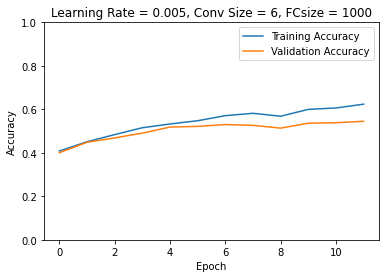 Learning Rate = 0.005, Conv Size = 6, FCsize = 1000
Training Accuracy
Validation Accuracy
1.0
0.8
0.6
0.4
0.2
0.0
Accuracy
0 2 4 6 8 10
Epoch